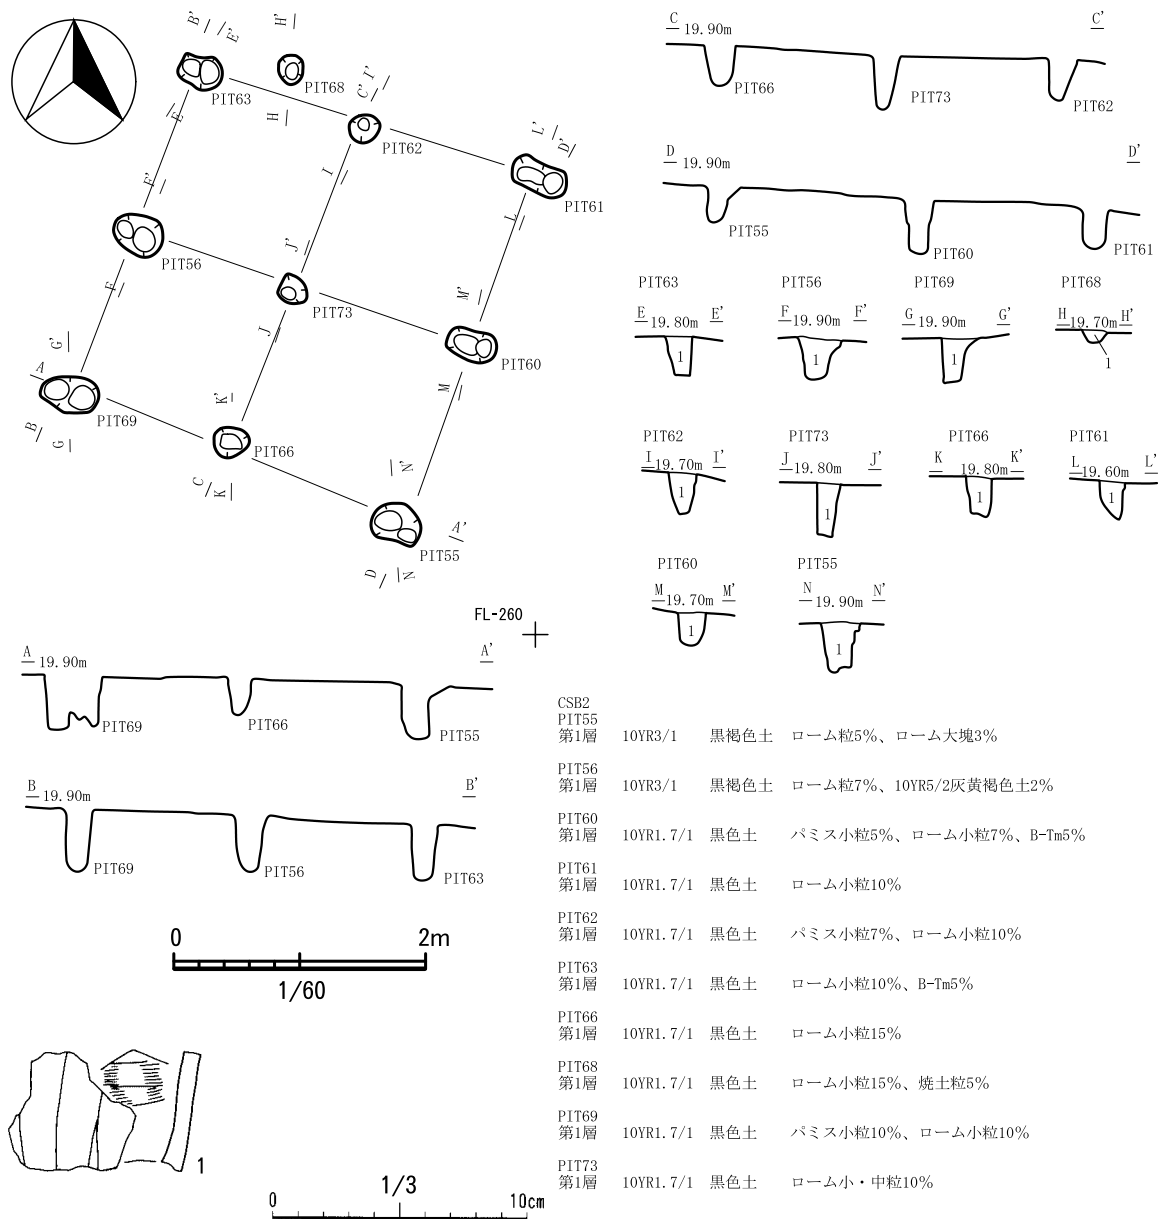 B' E' H'
PIT63
PIT68
C' I'
E H
PIT62
L' D'
I
F'
PIT61
L
PIT56
J'
PIT73
M'
F
J
PIT60
G'
A
K'
M
PIT69
B G
PIT66
C K
N'
A'
PIT55
D N
FL-260
A 19.90m A'
PIT69 PIT66 PIT55
B 19.90m B'
PIT69 PIT56 PIT63
0 2m
1/60
1
0 1/3 10cm
C 19.90m C'
PIT66 PIT73 PIT62
D 19.90m D'
PIT55 PIT60 PIT61
PIT63 PIT56 PIT69 PIT68
E 19.80m E' F 19.90m F' G 19.90m G' H 19.70m H'
1 1 1 1
PIT62 PIT73 PIT66 PIT61
I 19.70m I' J 19.80m J' K 19.80m K' L 19.60m L'
1 1 1 1
PIT60 PIT55
M 19.70m M' N 19.90m N'
1 1
CSB2
PIT55
第1層 10YR3/1 黒褐色土 ローム粒5%、ローム大塊3%
PIT56
第1層 10YR3/1 黒褐色土 ローム粒7%、10YR5/2灰黄褐色土2%
PIT60
第1層 10YR1.7/1 黒色土 パミス小粒5%、ローム小粒7%、B-Tm5%
PIT61
第1層 10YR1.7/1 黒色土 ローム小粒10%
PIT62
第1層 10YR1.7/1 黒色土 パミス小粒7%、ローム小粒10%
PIT63
第1層 10YR1.7/1 黒色土 ローム小粒10%、B-Tm5%
PIT66
第1層 10YR1.7/1 黒色土 ローム小粒15%
PIT68
第1層 10YR1.7/1 黒色土 ローム小粒15%、焼土粒5%
PIT69
第1層 10YR1.7/1 黒色土 パミス小粒10%、ローム小粒10%
PIT73
第1層 10YR1.7/1 黒色土 ローム小・中粒10%